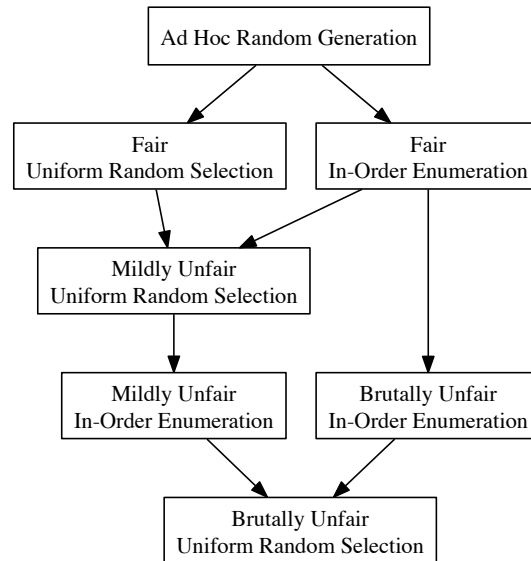 Ad Hoc Random Generation
Fair
Uniform Random Selection
Fair
In-Order Enumeration
Mildly Unfair
Uniform Random Selection
Mildly Unfair
In-Order Enumeration
Brutally Unfair
In-Order Enumeration
Brutally Unfair
Uniform Random Selection